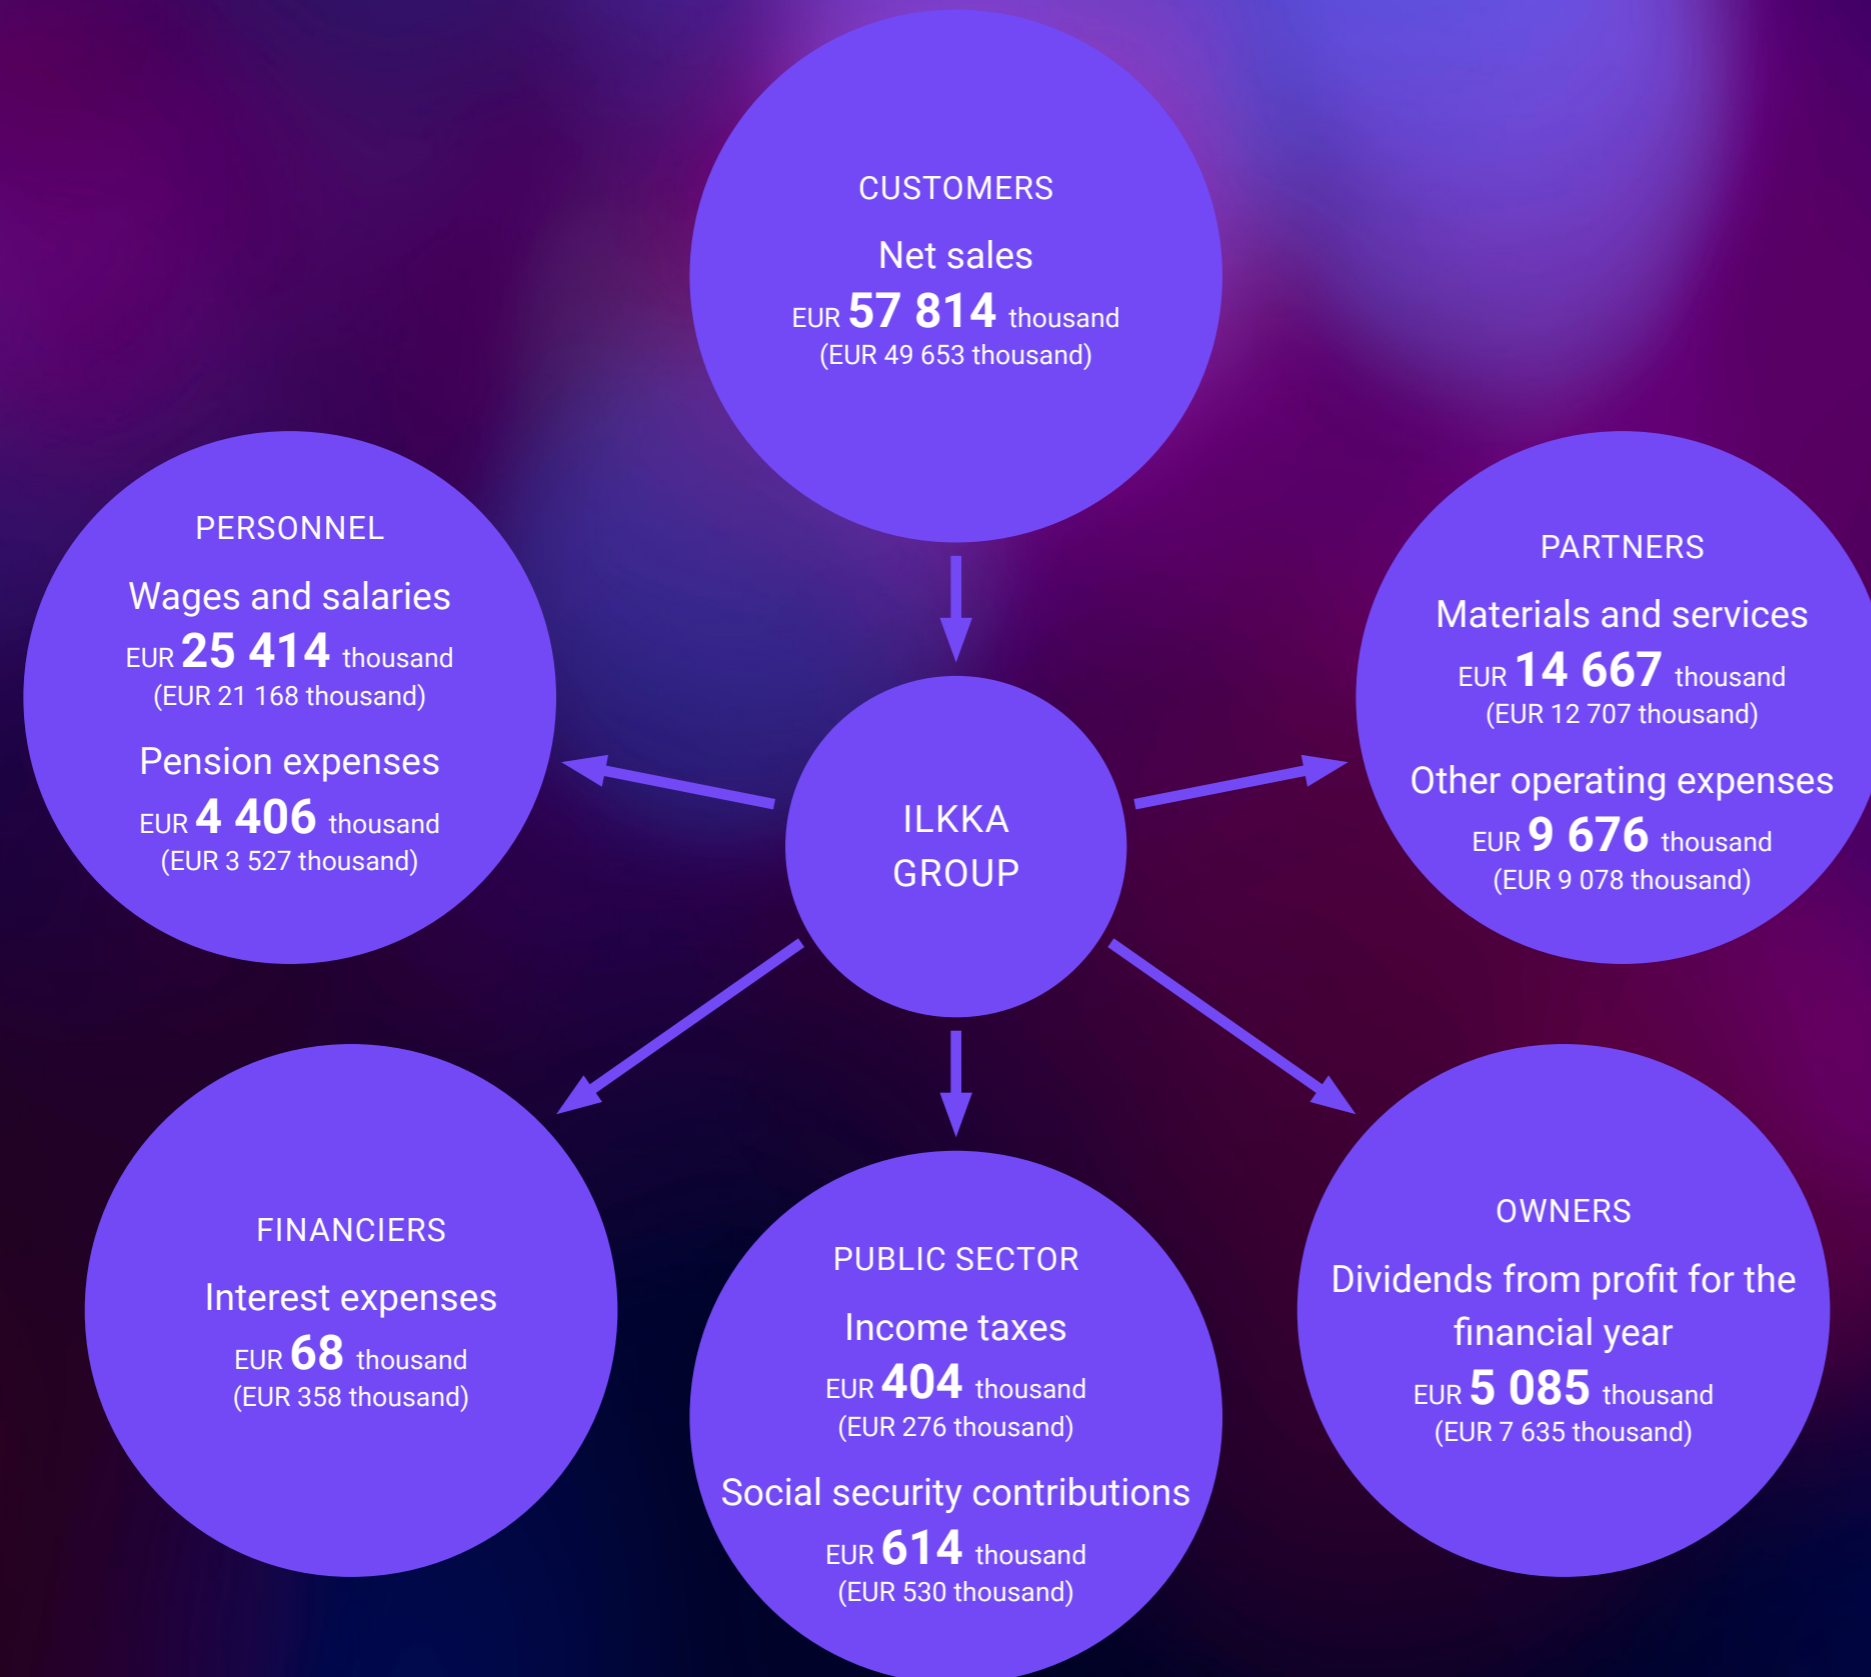 CUSTOMERS
Net sales
EUR 57 814 thousand
(EUR 49 653 thousand)
PERSONNEL
Wages and salaries
EUR 25 414 thousand
(EUR 21 168 thousand)
Pension expenses
EUR 4 406 thousand
(EUR 3 527 thousand)
PARTNERS
Materials and services
EUR 14 667 thousand
(EUR 12 707 thousand)
Other operating expenses
EUR 9 676 thousand
(EUR 9 078 thousand)
ILKKA
GROUP
FINANCIERS
Interest expenses
EUR 68 thousand
(EUR 358 thousand)
PUBLIC SECTOR
Income taxes
EUR 404 thousand
(EUR 276 thousand)
Social security contributions
EUR 614 thousand
(EUR 530 thousand)
OWNERS
Dividends from profit for the
financial year
EUR 5 085 thousand
(EUR 7 635 thousand)